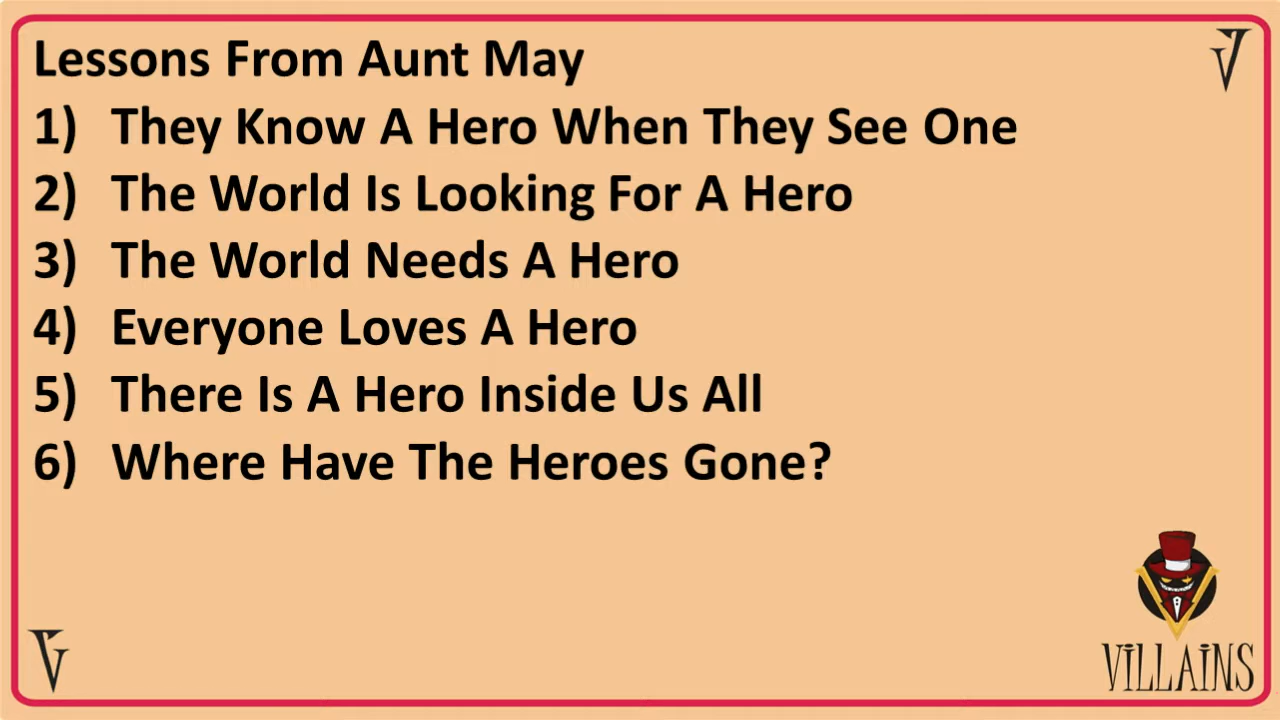 Lessons From Aunt May
1) They Know A Hero When They See One
2) The World Is Looking For A Hero
3) The World Needs A Hero
4) Everyone Loves A Hero
5) There Is A Hero Inside Us All
6) Where Have The Heroes Gone?
VILLAiNS